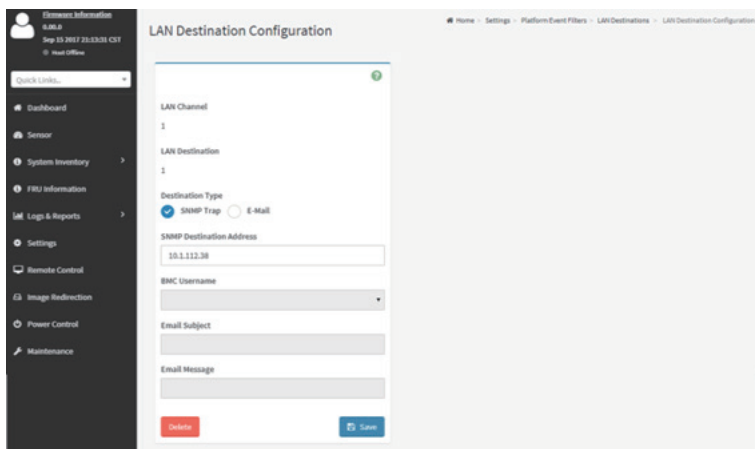 Firmware Information
0.00.0
Sep 15 2017 21:13:31 CST
Host Offline
Quick Links...
Dashboard
Sensor
System Inventory
FRU Information
Logs & Reports
Settings
Remote Control
Image Redirection
Power Control
Maintenance
LAN Destination Configuration
Home > Settings > Platform Event Filters > LAN Destinations > LAN Destination Configuration
LAN Channel
1
LAN Destination
1
Destination Type
SNMP Trap E-Mail
SNMP Destination Address
10.1.112.38
BMC Username
Email Subject
Email Message
Delete Save